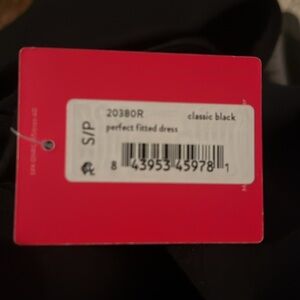 20380R
classic black
S/P
perfect fitted dress
8 43953 45978 1